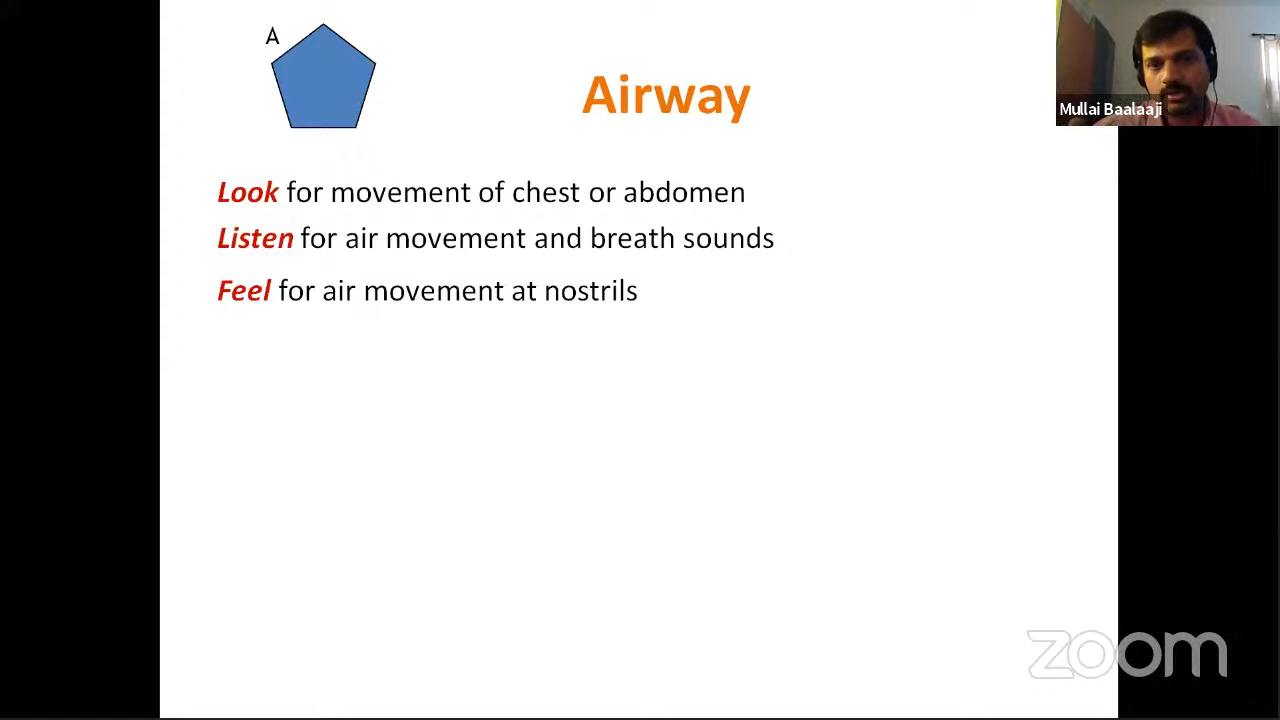 A
Airway
Mullai Baalaaji
Look for movement of chest or abdomen
Listen for air movement and breath sounds
Feel for air movement at nostrils
zoom